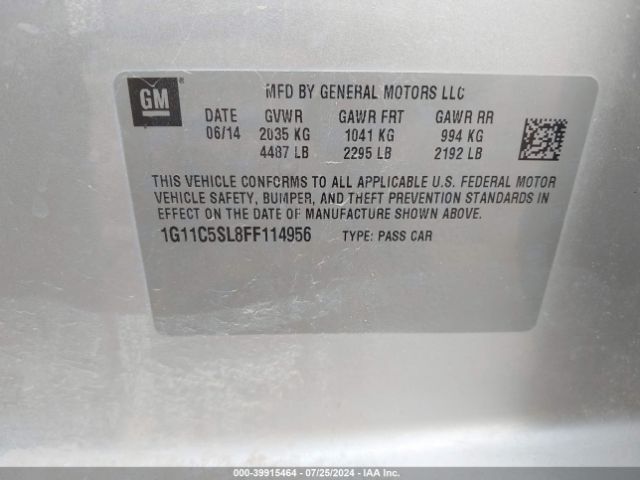 GM
MFD BY GENERAL MOTORS LLC
DATE GVWR GAWR FRT GAWR RR
06/14 2035 KG 1041 KG 994 KG
4487 LB 2295 LB 2192 LB
THIS VEHICLE CONFORMS TO ALL APPLICABLE U.S. FEDERAL MOTOR
VEHICLE SAFETY, BUMPER, AND THEFT PREVENTION STANDARDS IN
EFFECT ON THE DATE OF MANUFACTURE SHOWN ABOVE.
1G11C5SL8FF114956 TYPE: PASS CAR
000-39915464 - 07/25/2024 - IAA Inc.